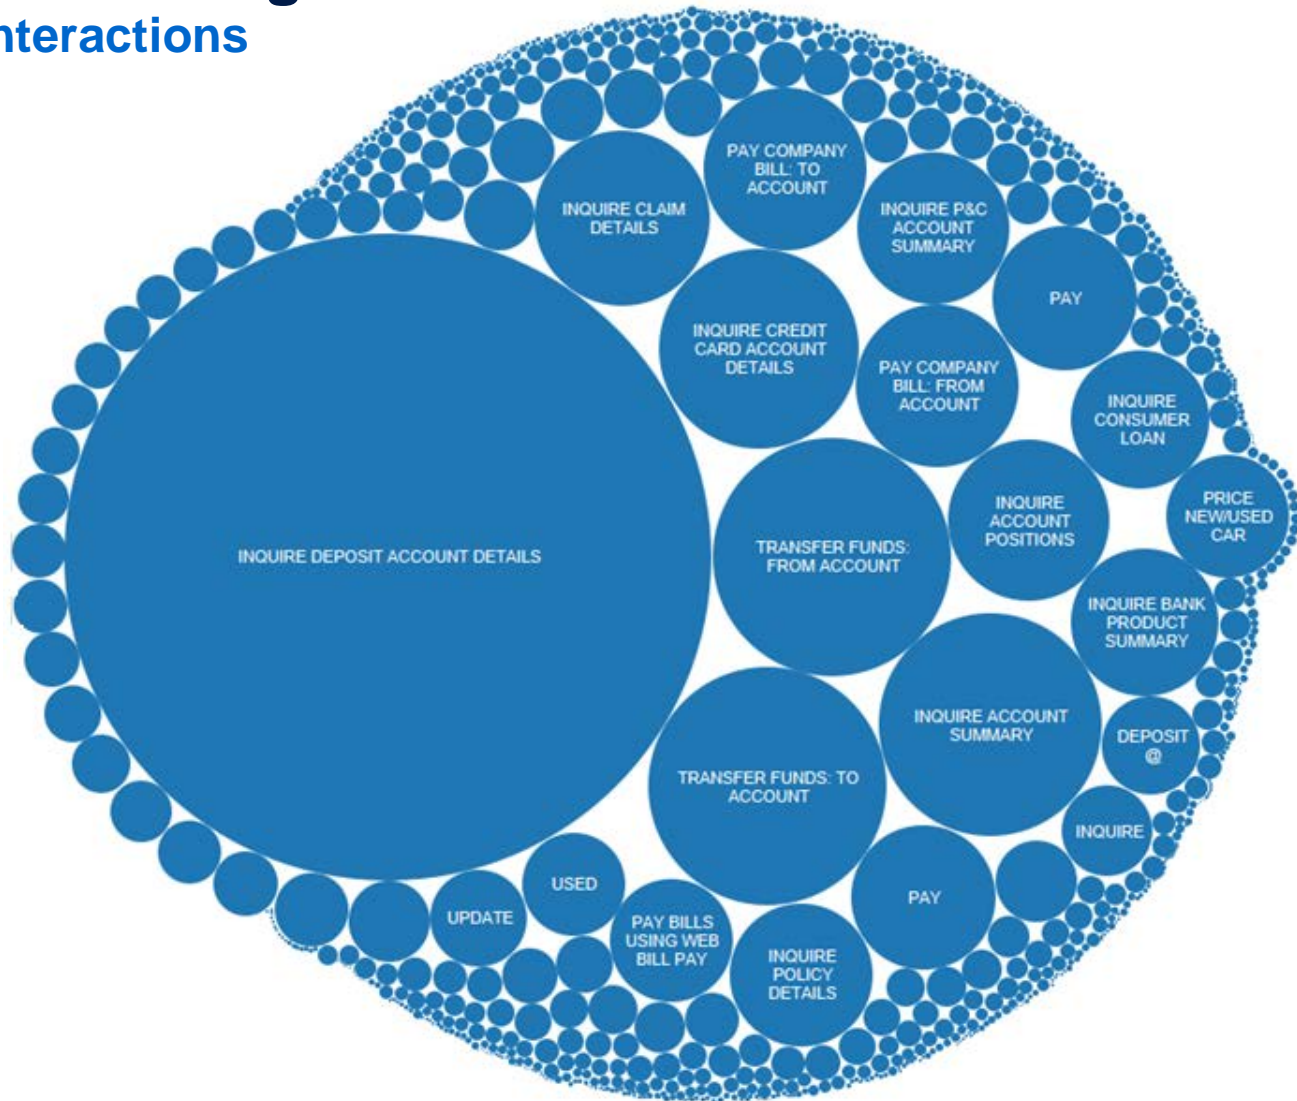 nteractions
PAY COMPANY
BILL: TO
ACCOUNT
INQUIRE CLAIM
DETAILS
INQUIRE P&C
ACCOUNT
SUMMARY
PAY
INQUIRE CREDIT
CARD ACCOUNT
DETAILS
PAY COMPANY
BILL: FROM
ACCOUNT
INQUIRE
CONSUMER
LOAN
INQUIRE
ACCOUNT
POSITIONS
PRICE
NEW/USED
CAR
INQUIRE DEPOSIT ACCOUNT DETAILS
TRANSFER FUNDS:
FROM ACCOUNT
INQUIRE BANK
PRODUCT
SUMMARY
INQUIRE ACCOUNT
SUMMARY
DEPOSIT
@
TRANSFER FUNDS: TO
ACCOUNT
INQUIRE
USED
PAY
UPDATE
PAY BILLS
USING WEB
BILL PAY
INQUIRE
POLICY
DETAILS